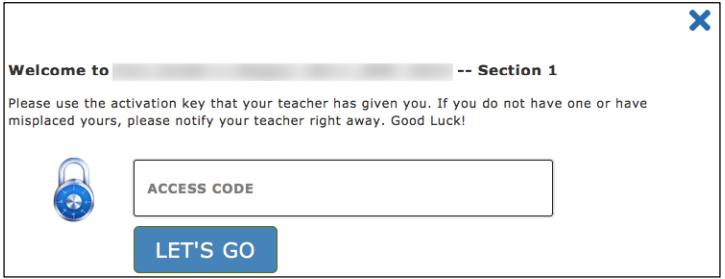 Welcome to -- Section 1
Please use the activation key that your teacher has given you. If you do not have one or have
misplaced yours, please notify your teacher right away. Good Luck!
ACCESS CODE
LET'S GO